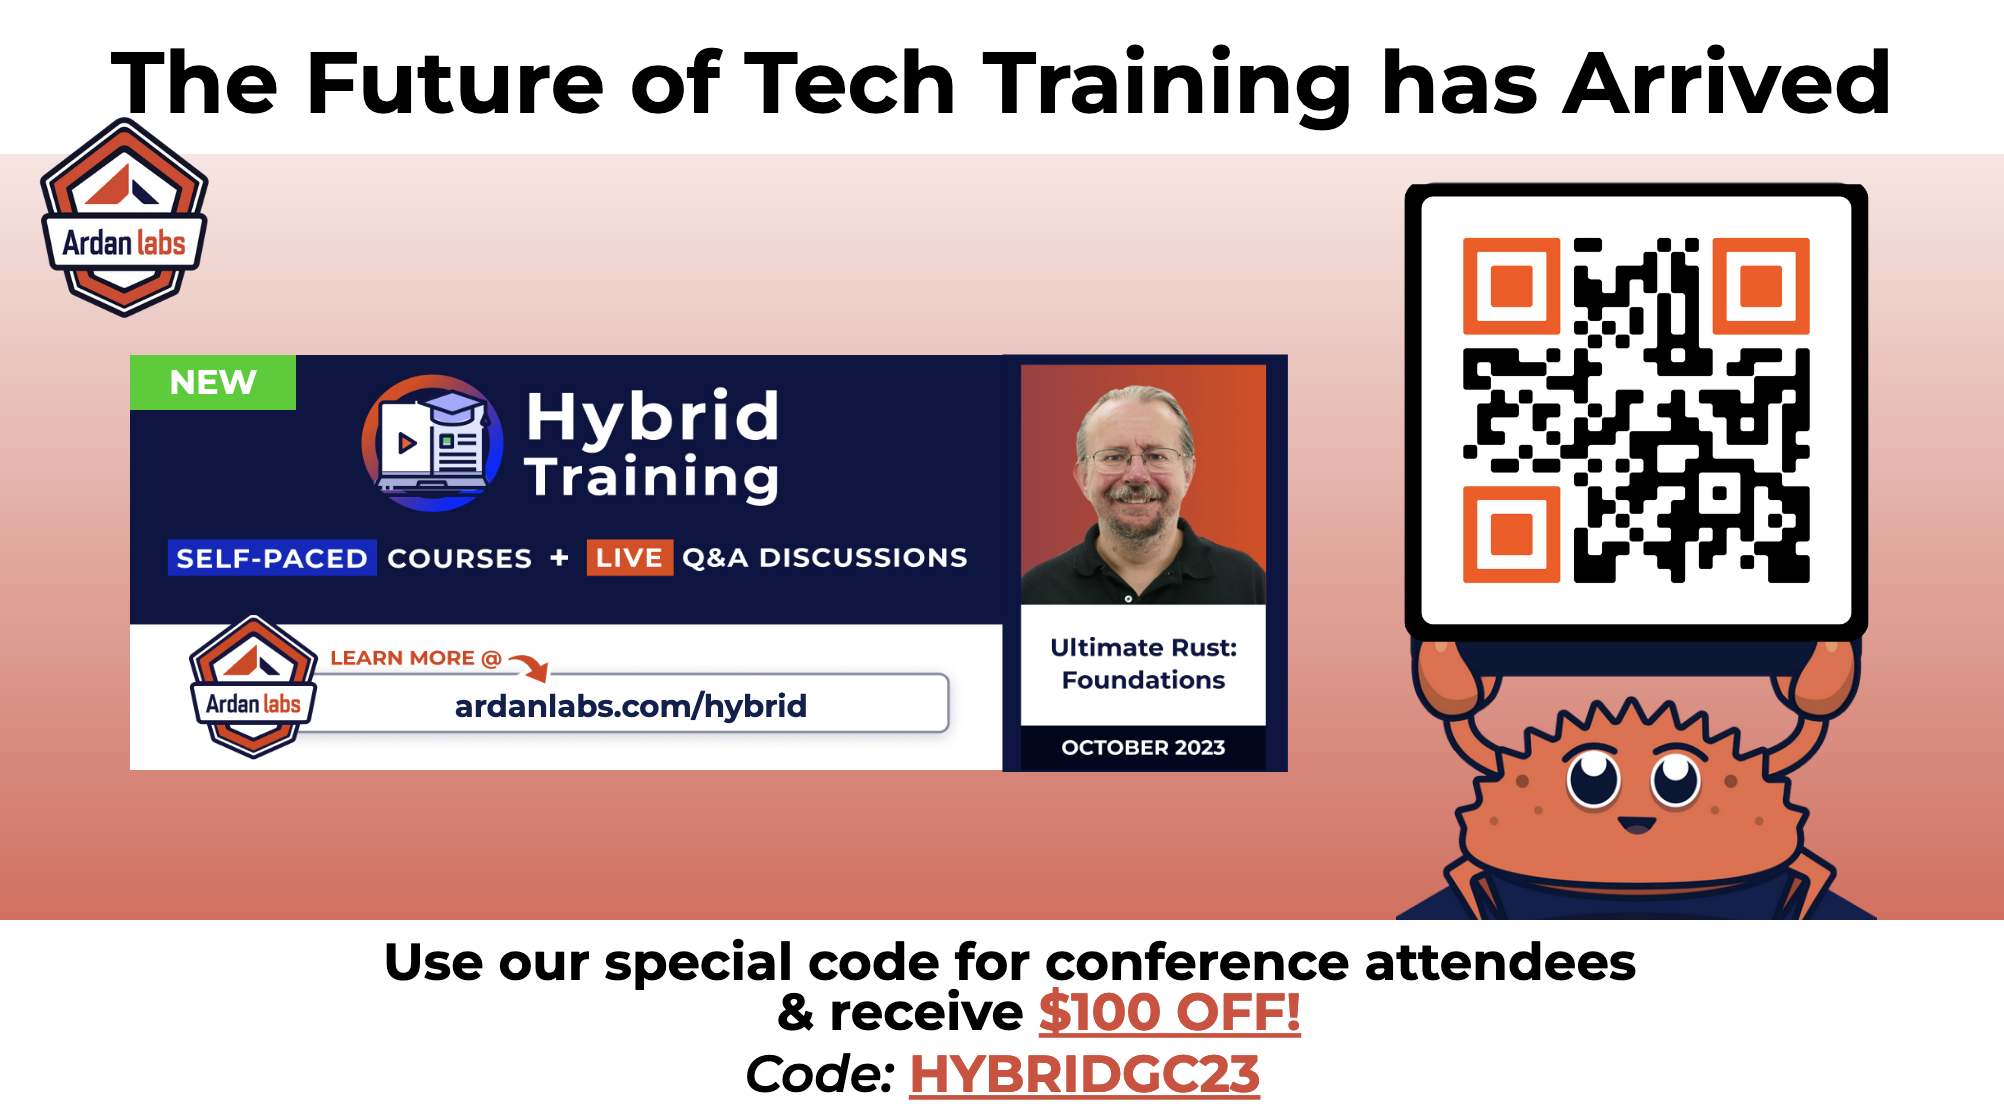 The Future of Tech Training has Arrived
Ardan labs
NEW
Hybrid
Training
SELF-PACED COURSES + LIVE Q&A DISCUSSIONS
LEARN MORE @
Ardan labs
ardanlabs.com/hybrid
Ultimate Rust:
Foundations
OCTOBER 2023
Use our special code for conference attendees
& receive $100 OFF!
Code: HYBRIDGC23